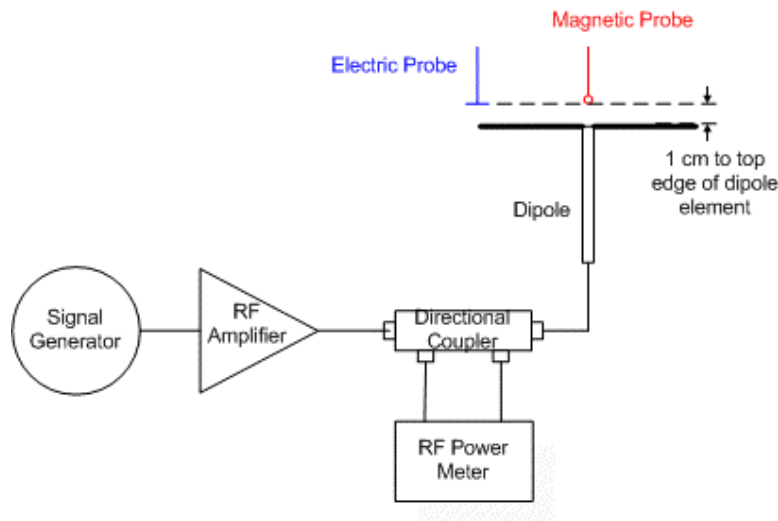 Magnetic Probe
Electric Probe
1 cm to top
edge of dipole
element
Dipole
Signal
Generator
RF
Amplifier
Directional
Coupler
RF Power
Meter